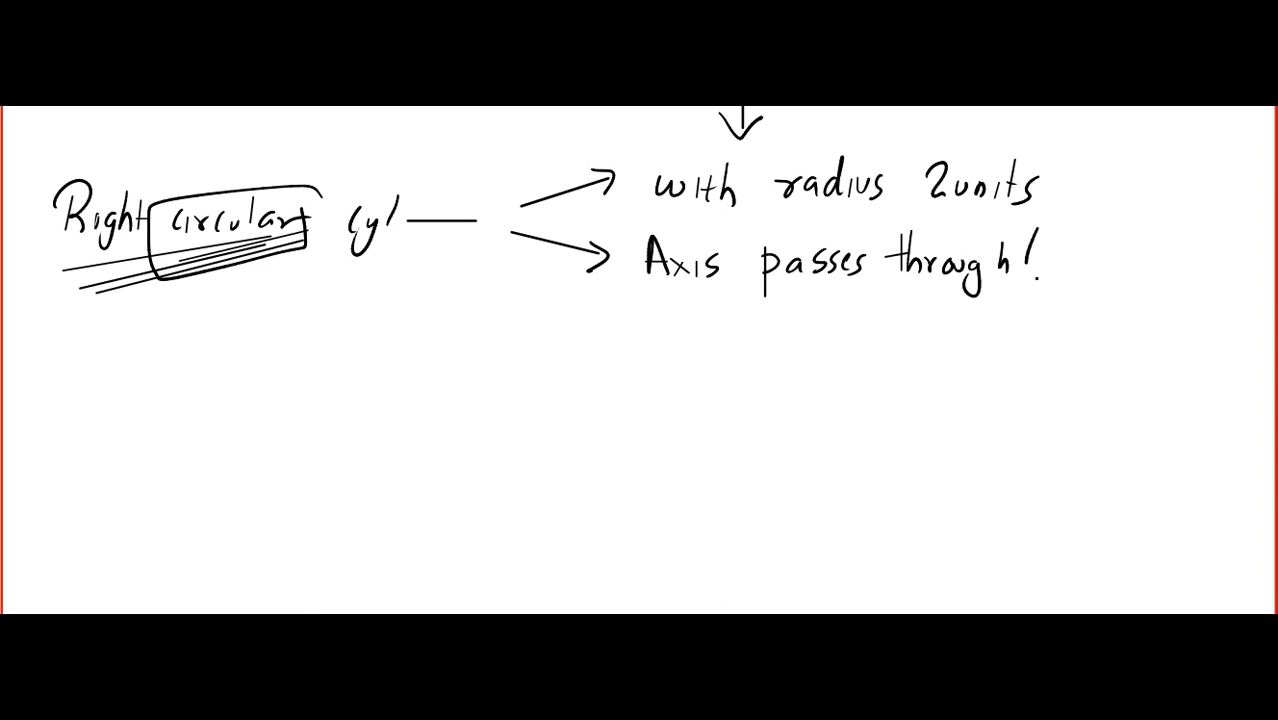 Right circular cyl — with radius 2units
Axis passes through!